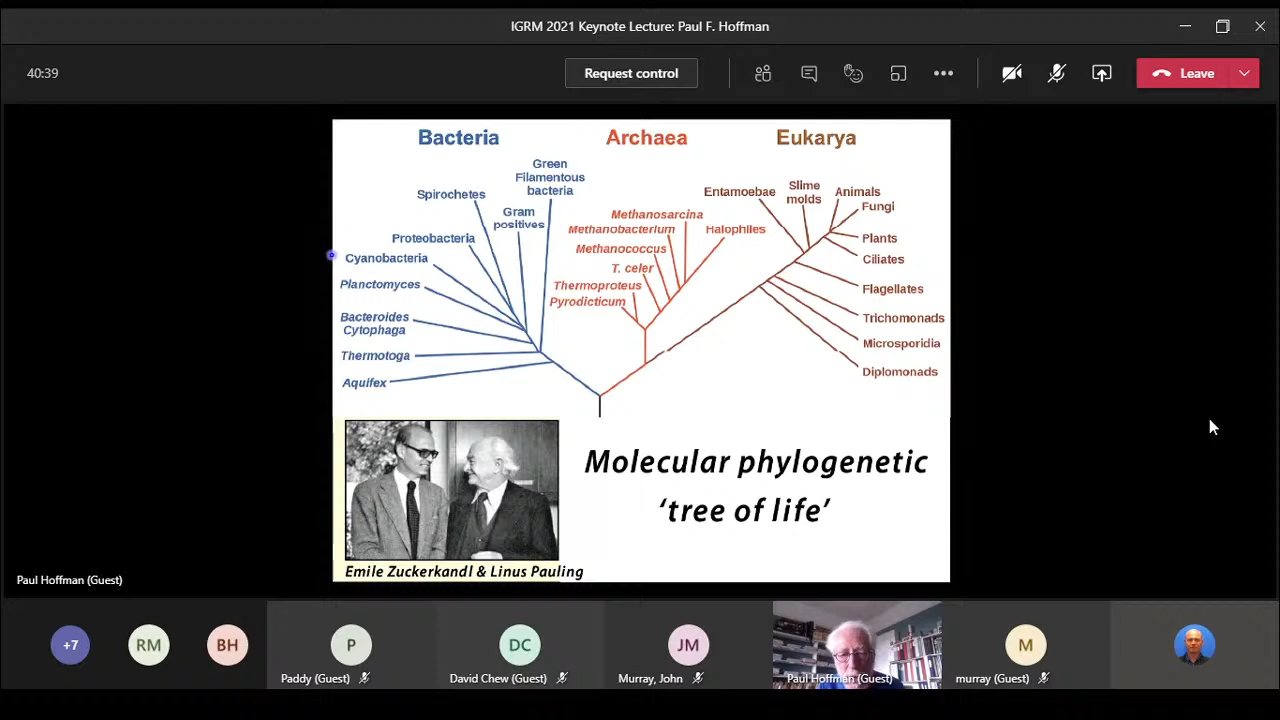 IGRM 2021 Keynote Lecture: Paul F. Hoffman
40:39
Request control
Leave
Bacteria
Archaea
Eukarya
Green
Filamentous
bacteria
Spirochetes
Gram
positives
Proteobacteria
Cyanobacteria
Planctomyces
Bacteroides
Cytophaga
Thermotoga
Aquifex
Methanosarcina
Methanobacterium
Halophiles
Methanococcus
T. celer
Thermoproteus
Pyrodicticum
Entamoebae
Slime
molds
Animals
Fungi
Plants
Ciliates
Flagellates
Trichomonads
Microsporidia
Diplomonads
Molecular phylogenetic
‘tree of life’
Emile Zuckerkandl & Linus Pauling
Paul Hoffman (Guest)
+7
RM
BH
P
DC
JM
M
Paddy (Guest)
David Chew (Guest)
Murray, John
Paul Hoffman (Guest)
murray (Guest)